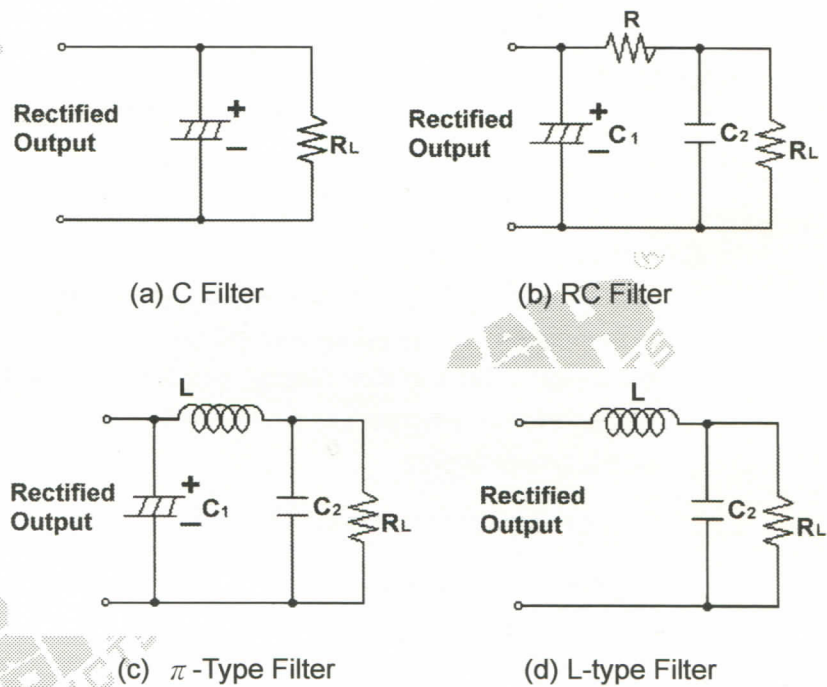 R
Rectified
Output
+
–
RL
Rectified
Output
+
–
C1
C2
RL
(a) C Filter
(b) RC Filter
L
L
Rectified
Output
+
–
C1
C2
RL
Rectified
Output
C2
RL
(c) π-Type Filter
(d) L-type Filter